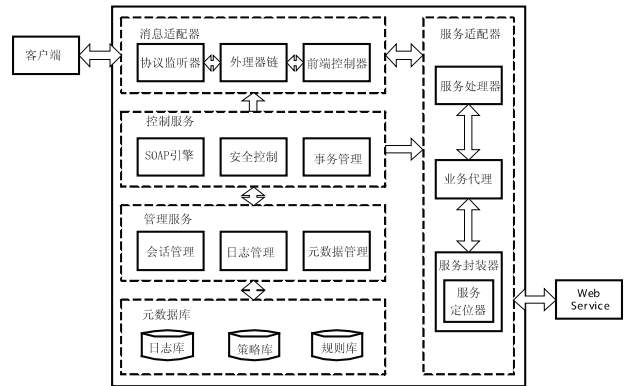 消息适配器
服务适配器
客户端
协议监听器
外理器链
前端控制器
服务处理器
控制服务
SOAP引擎
安全控制
事务管理
业务代理
管理服务
会话管理
日志管理
元数据管理
服务封装器
服务
定位器
Web
Service
元数据库
日志库
策略库
规则库